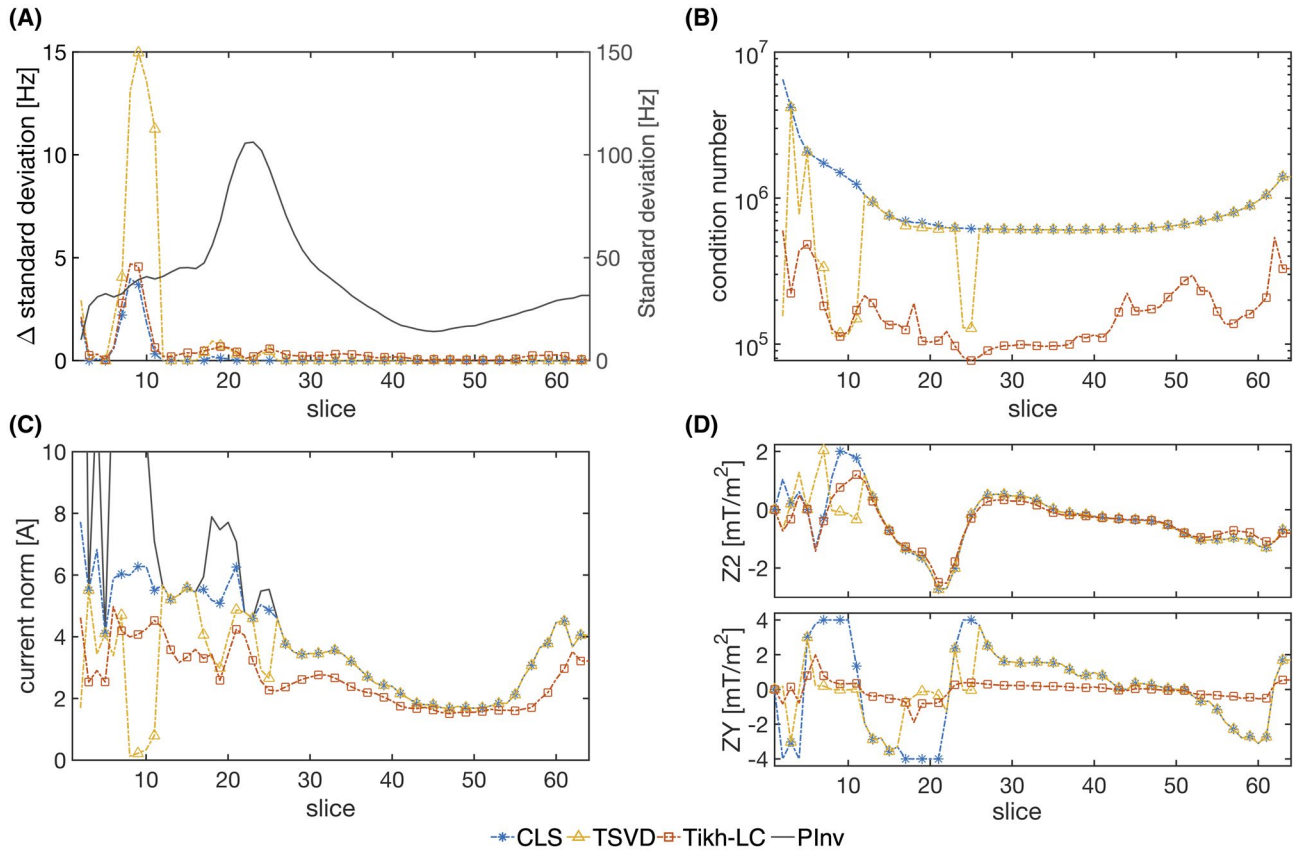 (A)
15
10
5
0
Δ standard deviation [Hz]
150
100
50
0
Standard deviation [Hz]
10 20 30 40 50 60
slice
(B)
10^7
10^6
10^5
condition number
10 20 30 40 50 60
slice
(C)
10
8
6
4
2
0
current norm [A]
10 20 30 40 50 60
slice
(D)
2
0
-2
Z2 [mT/m^2]
4
2
0
-2
-4
ZY [mT/m^2]
10 20 30 40 50 60
slice
CLS TSVD Tikh-LC PInv